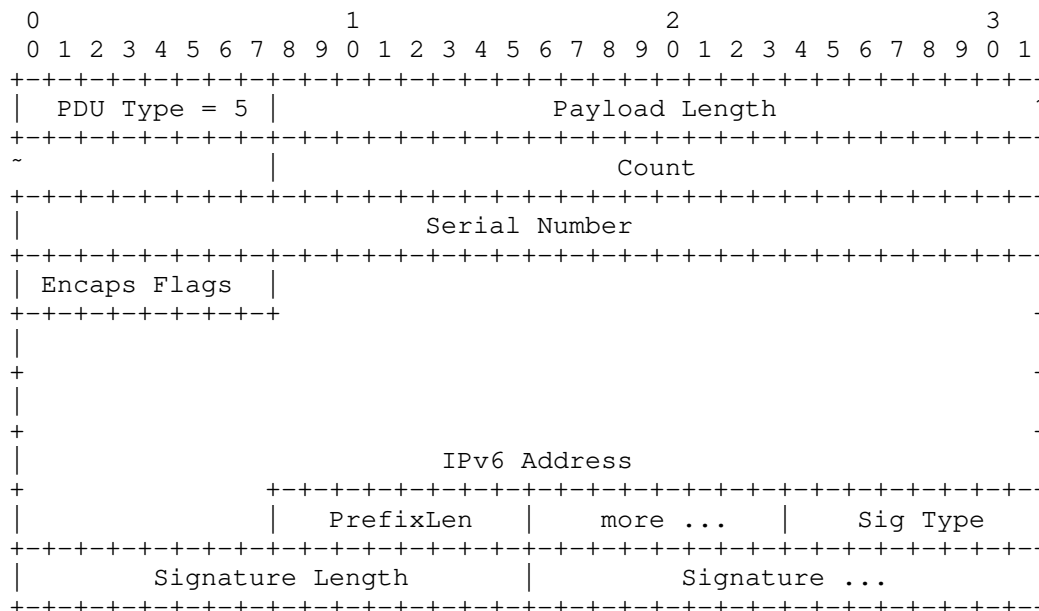 0                   1                   2                   3
0 1 2 3 4 5 6 7 8 9 0 1 2 3 4 5 6 7 8 9 0 1 2 3 4 5 6 7 8 9 0 1
+-+-+-+-+-+-+-+-+-+-+-+-+-+-+-+-+-+-+-+-+-+-+-+-+-+-+-+-+-+-+-+-
|  PDU Type = 5 |                 Payload Length                ~
+-+-+-+-+-+-+-+-+-+-+-+-+-+-+-+-+-+-+-+-+-+-+-+-+-+-+-+-+-+-+-+-
~               |                     Count
+-+-+-+-+-+-+-+-+-+-+-+-+-+-+-+-+-+-+-+-+-+-+-+-+-+-+-+-+-+-+-+-
|                         Serial Number
+-+-+-+-+-+-+-+-+-+-+-+-+-+-+-+-+-+-+-+-+-+-+-+-+-+-+-+-+-+-+-+-
| Encaps Flags  |
+-+-+-+-+-+-+-+-+                                               -
|
+                                                               -
|
+                                                               -
|                          IPv6 Address
+               +-+-+-+-+-+-+-+-+-+-+-+-+-+-+-+-+-+-+-+-+-+-+-+-
|               |   PrefixLen   |    more ...   |    Sig Type
+-+-+-+-+-+-+-+-+-+-+-+-+-+-+-+-+-+-+-+-+-+-+-+-+-+-+-+-+-+-+-+-
|        Signature Length       |         Signature ...
+-+-+-+-+-+-+-+-+-+-+-+-+-+-+-+-+-+-+-+-+-+-+-+-+-+-+-+-+-+-+-+-